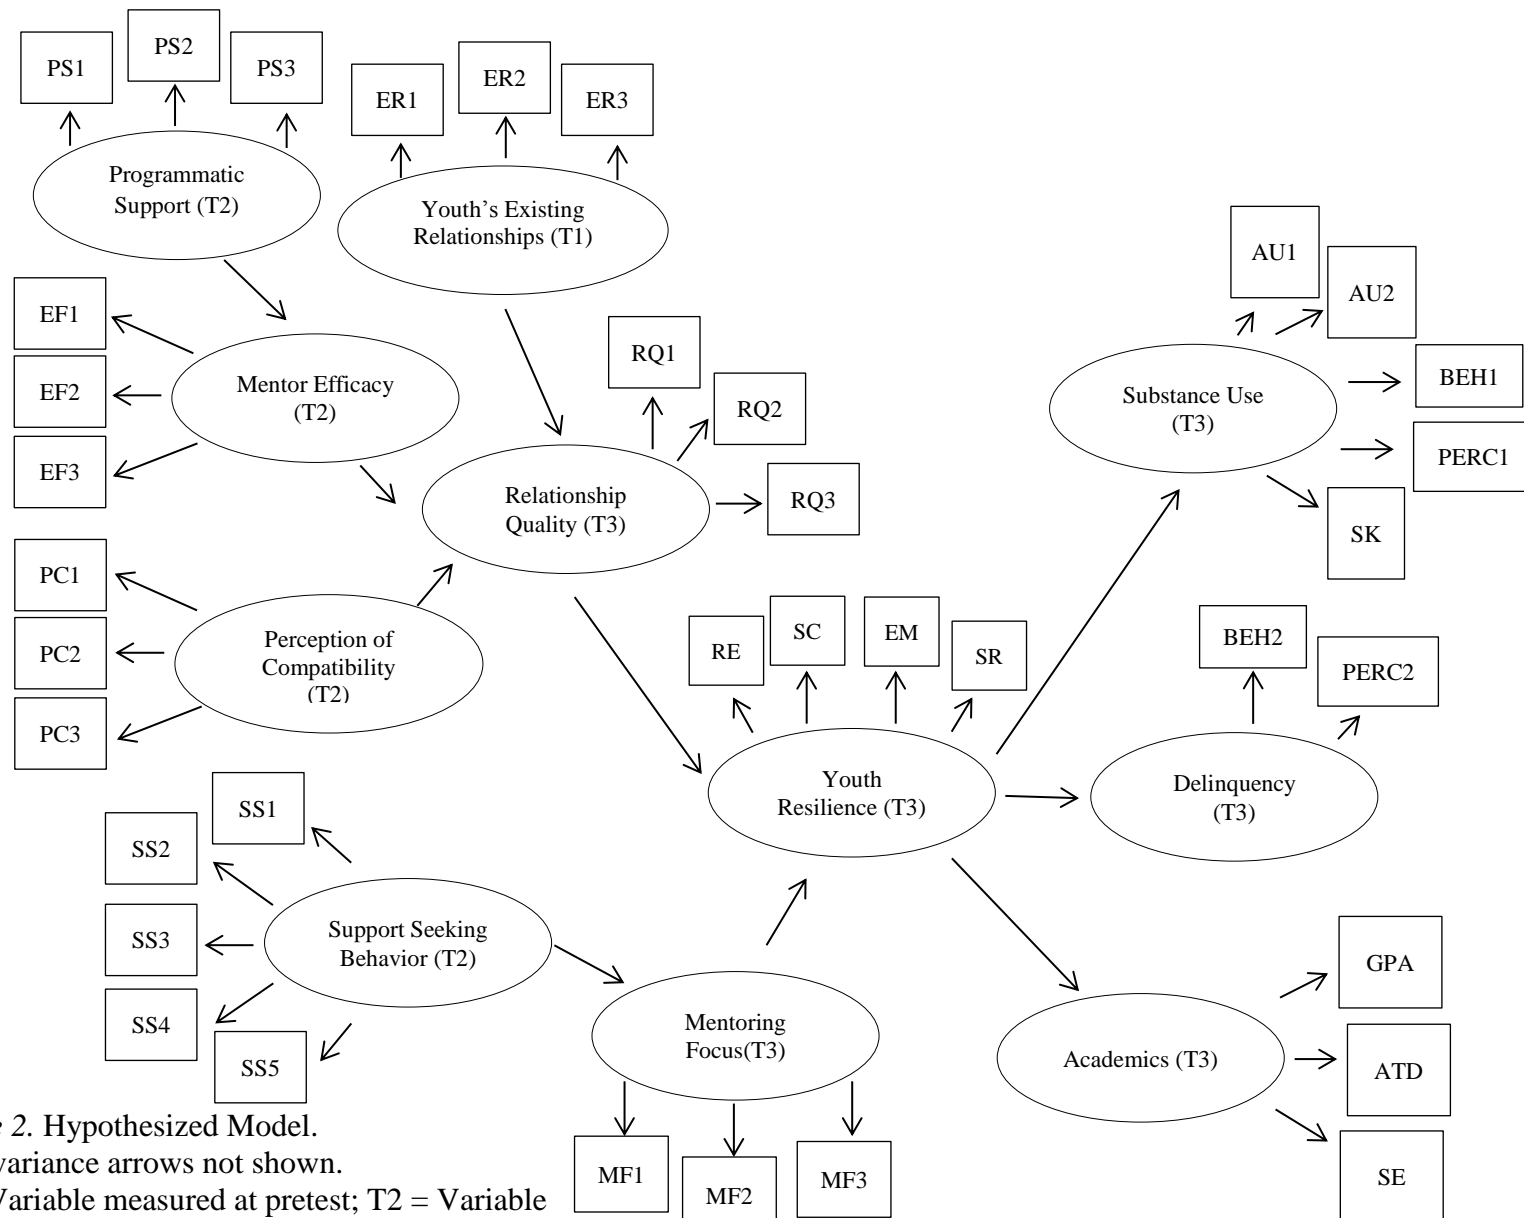 PS1
PS2
PS3
ER1
ER2
ER3
Programmatic
Support (T2)
Youth's Existing
Relationships (T1)
AU1
AU2
EF1
EF2
EF3
Mentor Efficacy
(T2)
RQ1
RQ2
RQ3
Relationship
Quality (T3)
Substance Use
(T3)
BEH1
PERC1
SK
PC1
PC2
PC3
Perception of
Compatibility
(T2)
RE
SC
EM
SR
BEH2
PERC2
Youth
Resilience (T3)
Delinquency
(T3)
SS1
SS2
SS3
SS4
SS5
Support Seeking
Behavior (T2)
Mentoring
Focus(T3)
Academics (T3)
GPA
ATD
SE
MF1
MF2
MF3
2. Hypothesized Model.
variance arrows not shown.
Variable measured at pretest; T2 = Variable